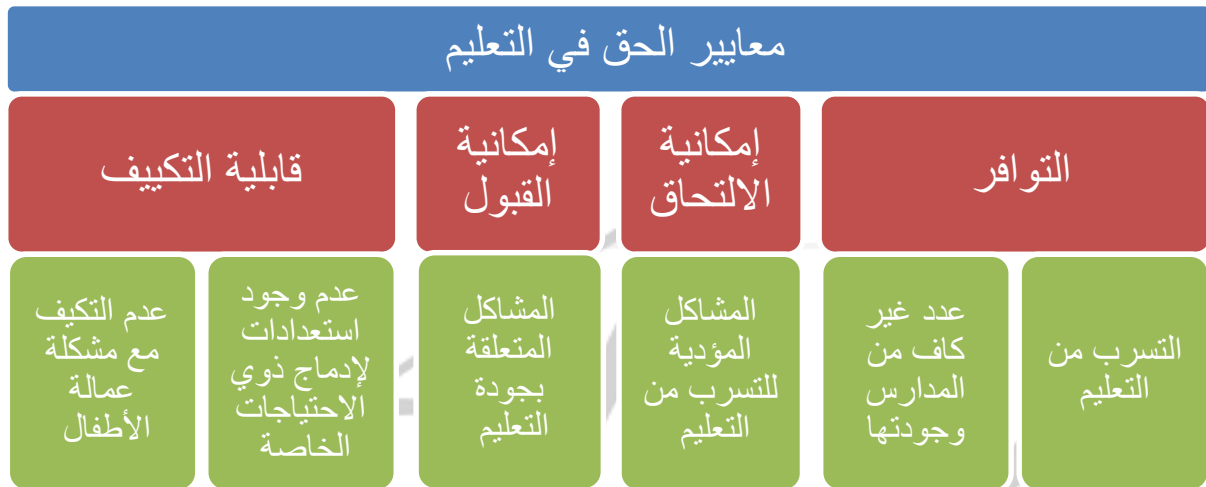 معايير الحق في التعليم
التوافر
إمكانية
الالتحاق
إمكانية
القبول
قابلية التكييف
التسرب من
التعليم
عدد غير
كاف من
المدارس
وجودتها
المشاكل
المؤدية
للتسرب من
التعليم
المشاكل
المتعلقة
بجودة
التعليم
عدم وجود
استعدادات
لإدماج ذوي
الاحتياجات
الخاصة
عدم التكيف
مع مشكلة
عمالة
الأطفال